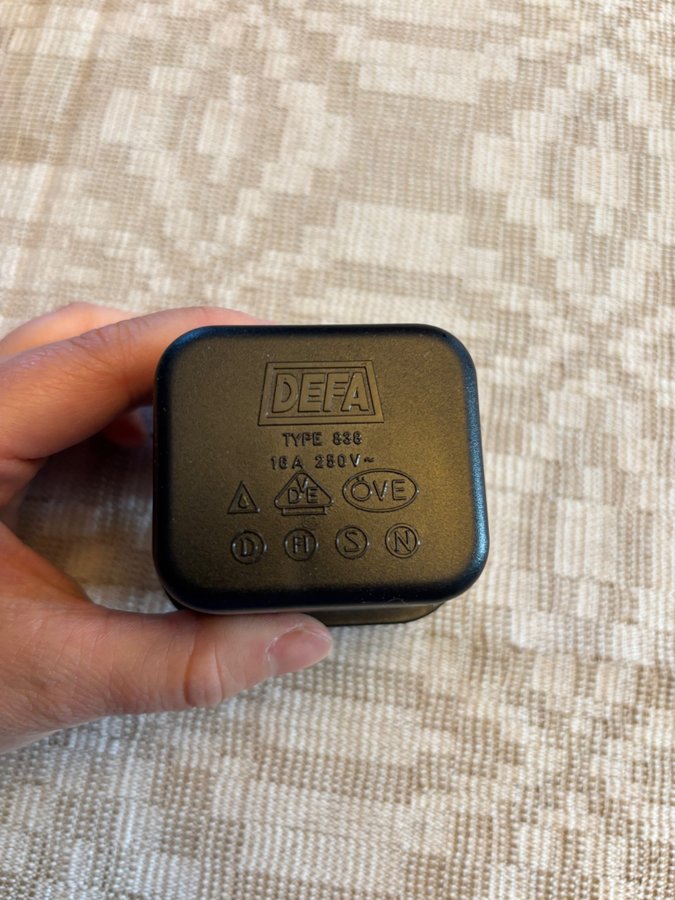 DEFA
TYPE 838
16A 250V~
VDE ÖVE
D FI S N